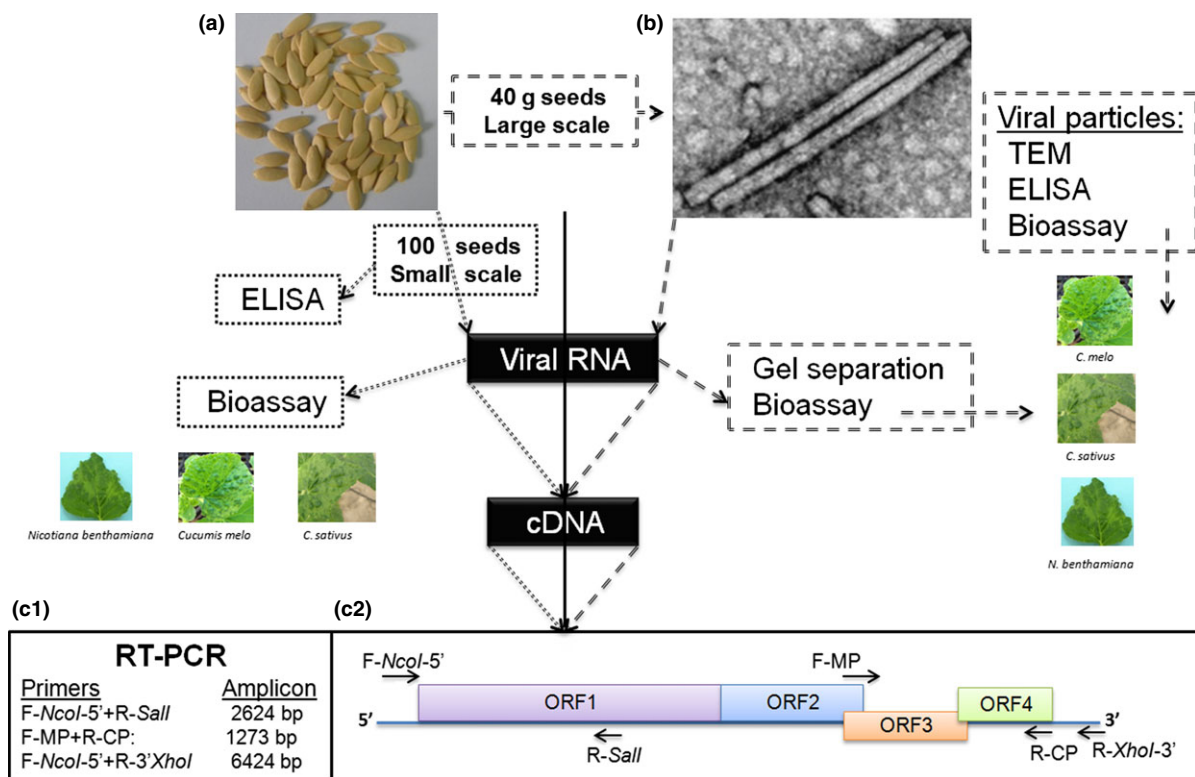 (a)
(b)
40 g seeds
Large scale
Viral particles:
TEM
ELISA
Bioassay
100 seeds
Small scale
ELISA
Viral RNA
C. melo
Bioassay
Gel separation
Bioassay
C. sativus
cDNA
Nicotiana benthamiana
Cucumis melo
C. sativus
N. benthamiana
(c1)
(c2)
RT-PCR
Primers Amplicon
F-NcoI-5'+R-SalI 2624 bp
F-MP+R-CP: 1273 bp
F-NcoI-5'+R-3'XhoI 6424 bp
F-NcoI-5'
F-MP
ORF1
ORF2
ORF4
5'
3'
ORF3
R-SalI
R-CP
R-XhoI-3'